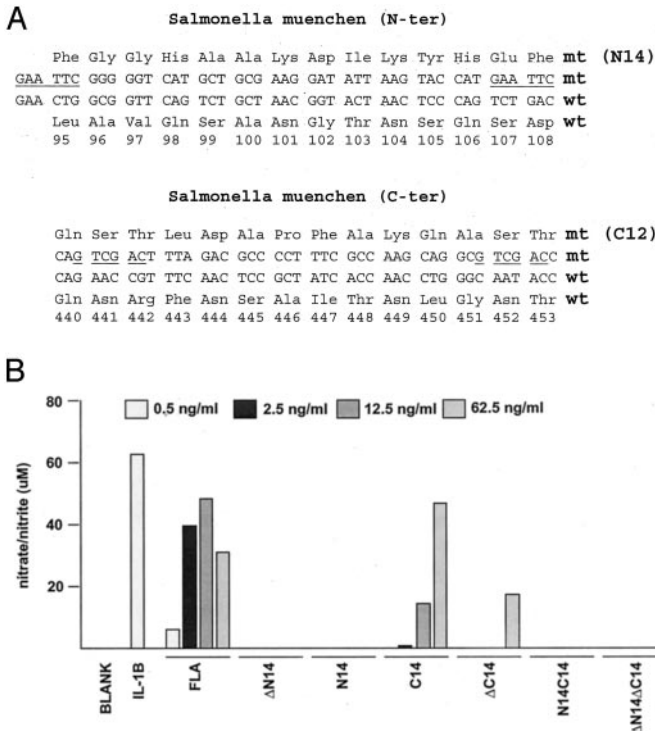 A
Salmonella muenchen (N-ter)
Phe Gly Gly His Ala Ala Lys Asp Ile Lys Tyr His Glu Phe mt (N14)
GAA TTC GGG GGT CAT GCT GCG AAG GAT ATT AAG TAC CAT GAA TTC mt
GAA CTG GCG GTT CAG TCT GCT AAC GGT ACT AAC TCC CAG TCT GAC wt
Leu Ala Val Gln Ser Ala Asn Gly Thr Asn Ser Gln Ser Asp wt
95 96 97 98 99 100 101 102 103 104 105 106 107 108
Salmonella muenchen (C-ter)
Gln Ser Thr Leu Asp Ala Pro Phe Ala Lys Gln Ala Ser Thr mt (C12)
CAG TCG ACT TTA GAC GCC CCT TTC GCC AAG CAG GCG TCG ACC mt
CAG AAC CGT TTC AAC TCC GCT ATC ACC AAC CTG GGC AAT ACC wt
Gln Asn Arg Phe Asn Ser Ala Ile Thr Asn Leu Gly Asn Thr wt
440 441 442 443 444 445 446 447 448 449 450 451 452 453
B
80
0.5 ng/ml 2.5 ng/ml 12.5 ng/ml 62.5 ng/ml
60
40
20
nitrate/nitrite (uM)
BLANK IL-1B FLA ΔN14 N14 C14 ΔC14 N14C14 ΔN14ΔC14